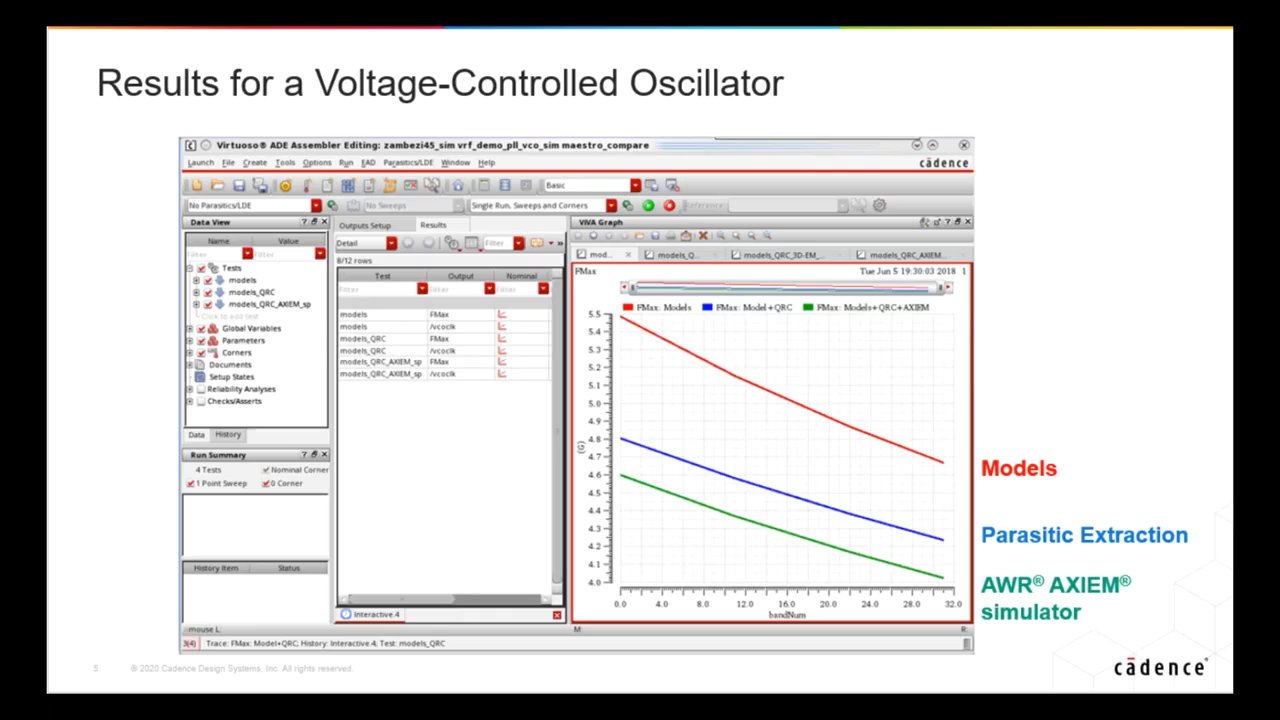 Results for a Voltage-Controlled Oscillator
Virtuoso® ADE Assembler Editing: zambezi45_sim vrf_demo_pll_vco_sim maestro_compare
Launch File Create Tools Options Run EAD Parasitics/LDE Window Help
cādence
Basic
No Parasitics/LDE
No Sweeps
Single Run, Sweeps and Corners
Reference:
Data View
Name Value
Filter Filter
Tests
models
models_QRC
models_QRC_AXIEM_sp
Click to add test
Global Variables
Parameters
Corners
Documents
Setup States
Reliability Analyses
Checks/Asserts
Data History
Run Summary
4 Tests Nominal Corner
1 Point Sweep 0 Corner
History Item Status
Outputs Setup Results
Detail Filter
8/12 rows
Test Output Nominal
Filter Filter Filter
models FMax
models /vcoclk
models_QRC FMax
models_QRC /vcoclk
models_QRC_AXIEM_sp FMax
models_QRC_AXIEM_sp /vcoclk
Interactive.4
VIVA Graph
mod... models_Q... models_QRC_3D-EM_... models_QRC_AXIEM...
FMax Tue Jun 5 19:30:03 2018 1
FMax: Models FMax: Model+QRC FMax: Models+QRC+AXIEM
5.5
5.4
5.3
5.2
5.1
5.0
4.9
4.8
4.7
4.6
4.5
4.4
4.3
4.2
4.1
4.0
(G)
0.0 4.0 8.0 12.0 16.0 20.0 24.0 28.0 32.0
bandNum
Models
Parasitic Extraction
AWR® AXIEM®
simulator
mouse L: M: R:
3(4) Trace: FMax: Model+QRC; History: Interactive.4; Test: models_QRC
5 © 2020 Cadence Design Systems, Inc. All rights reserved.
cādence®